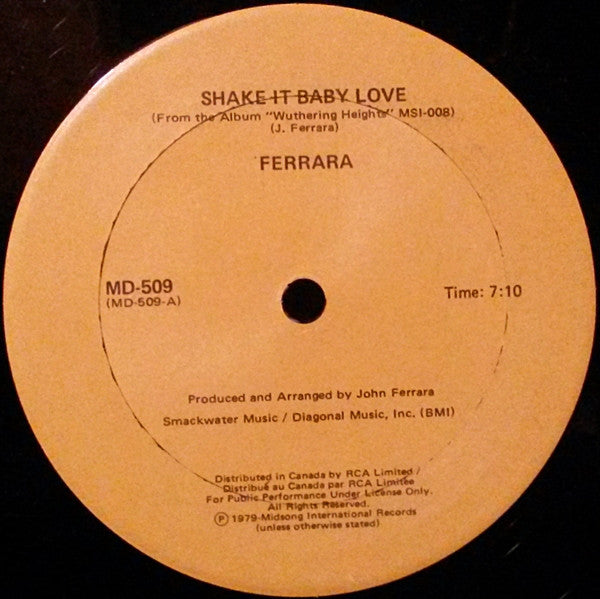 SHAKE IT BABY LOVE
(From the Album "Wuthering Heights" MSI-008)
(J. Ferrara)
FERRARA
MD-509
(MD-509-A)
Time: 7:10
Produced and Arranged by John Ferrara
Smackwater Music / Diagonal Music, Inc. (BMI)
Distributed in Canada by RCA Limited /
Distribué au Canada par RCA Limitée
For Public Performance Under License Only.
All Rights Reserved.
℗ 1979-Midsong International Records
(unless otherwise stated)